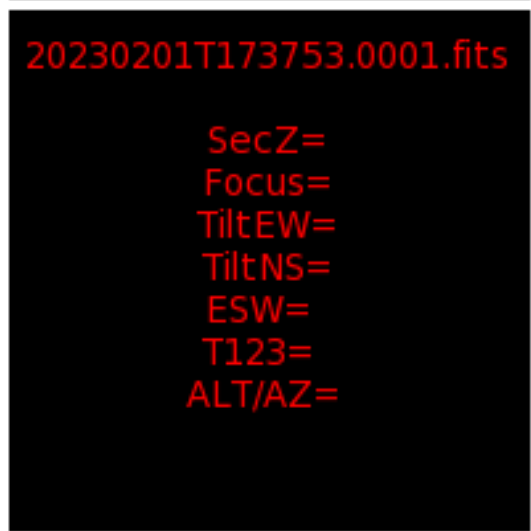 20230201T173753.0001.fits
SecZ=
Focus=
TiltEW=
TiltNS=
ESW=
T123=
ALT/AZ=